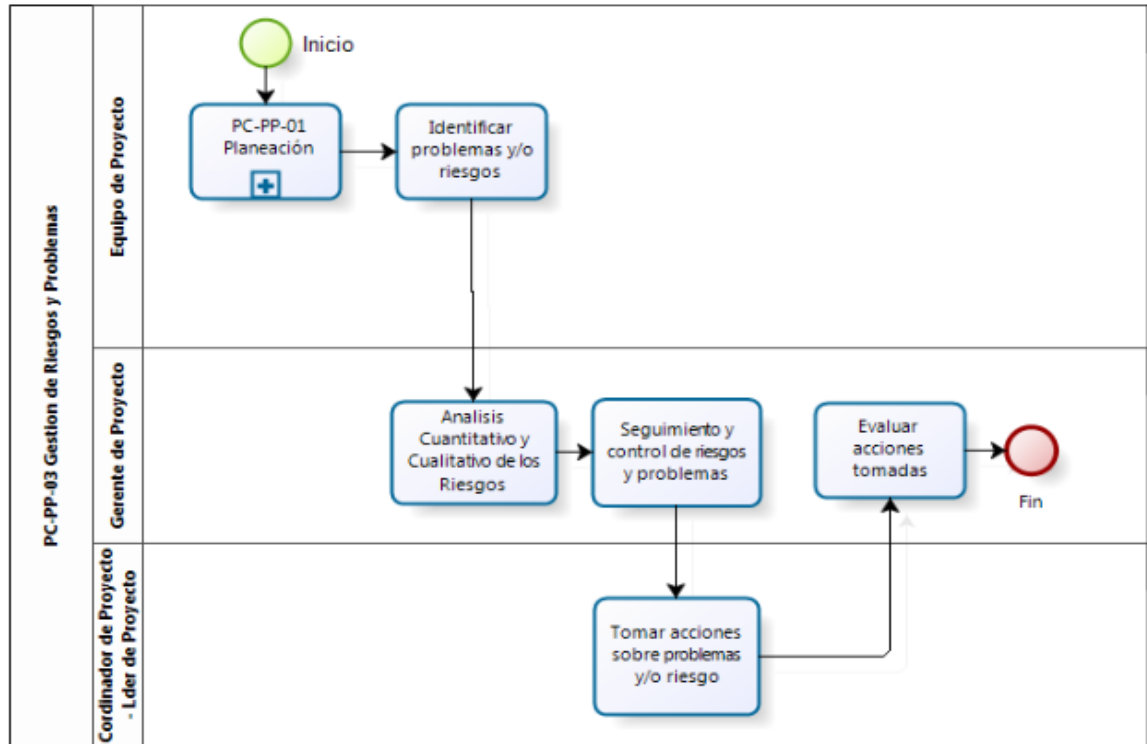 PC-PP-03 Gestion de Riesgos y Problemas
Equipo de Proyecto
Inicio
PC-PP-01
Planeación
Identificar
problemas y/o
riesgos
Gerente de Proyecto
Analisis
Cuantitativo y
Cualitativo de los
Riesgos
Seguimiento y
control de riesgos
y problemas
Evaluar
acciones
tomadas
Fin
Cordinador de Proyecto
- Lder de Proyecto
Tomar acciones
sobre problemas
y/o riesgo